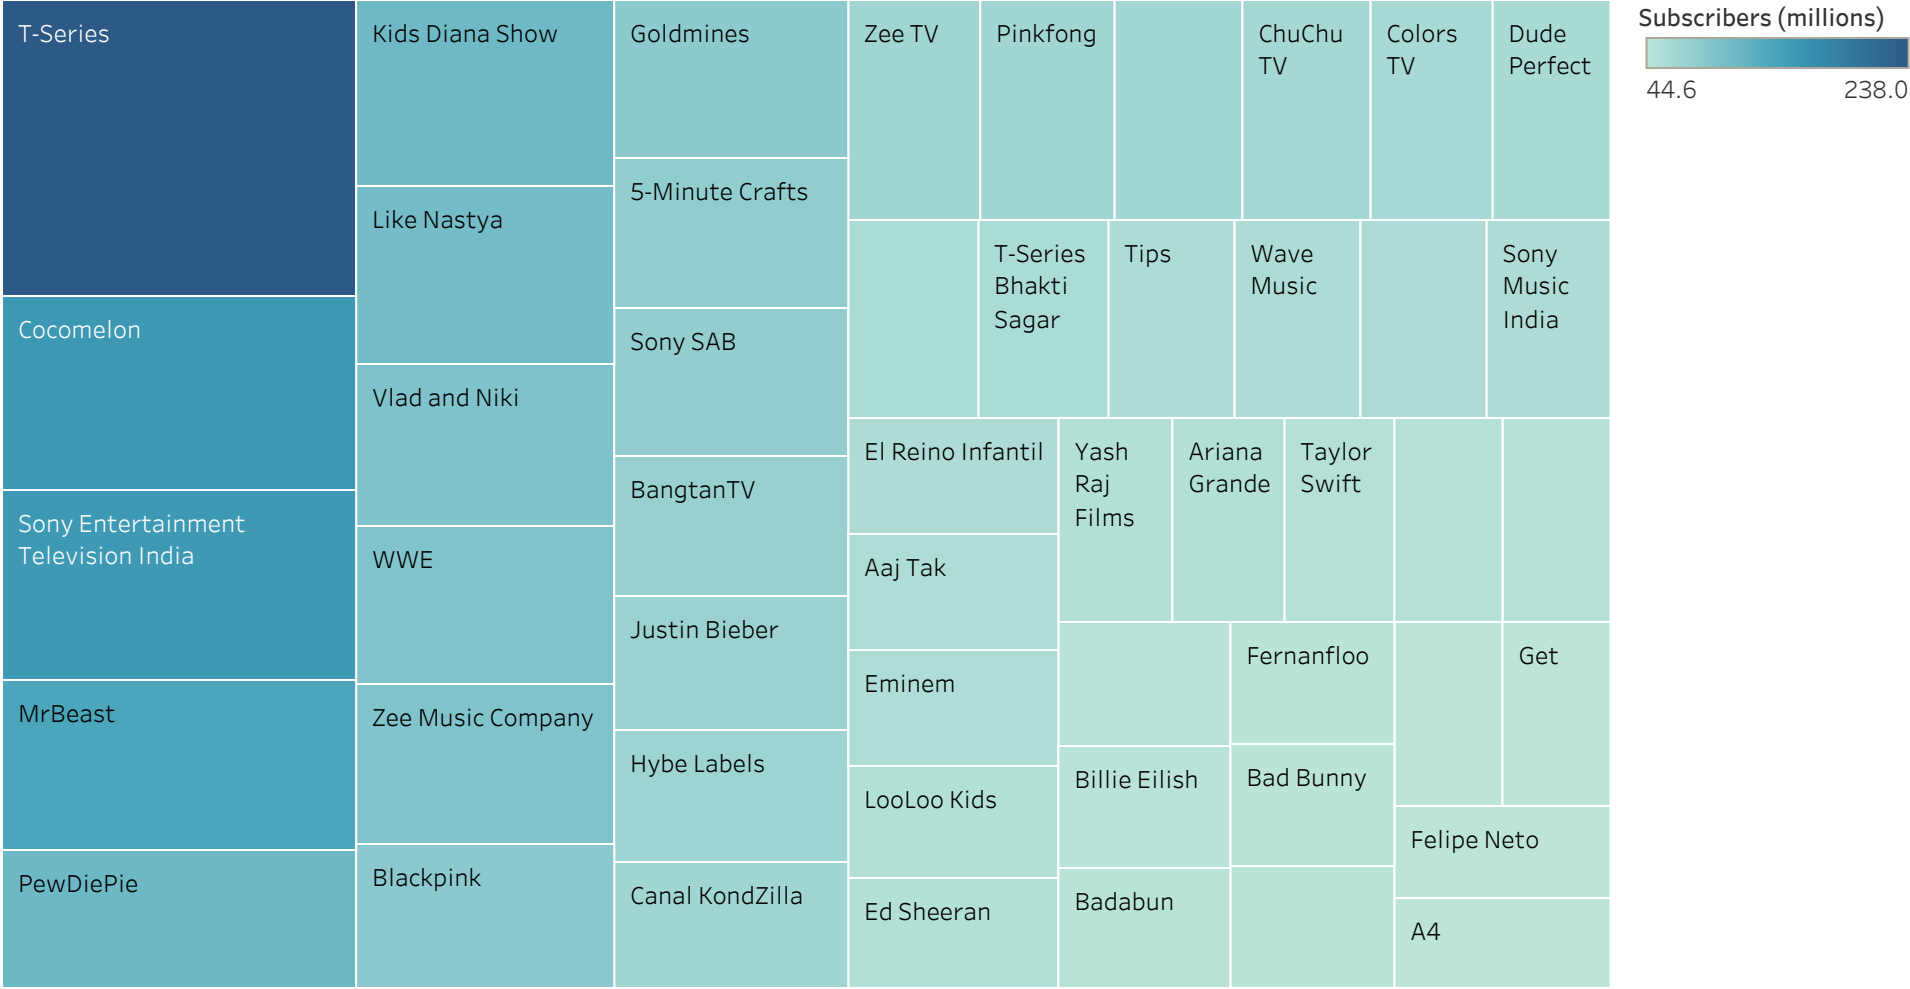 T-Series
Cocomelon
Sony Entertainment
Television India
MrBeast
PewDiePie
Kids Diana Show
Like Nastya
Vlad and Niki
WWE
Zee Music Company
Blackpink
Goldmines
5-Minute Crafts
Sony SAB
BangtanTV
Justin Bieber
Hybe Labels
Canal KondZilla
Zee TV
Pinkfong
ChuChu
TV
Colors
TV
Dude
Perfect
T-Series
Bhakti
Sagar
Tips
Wave
Music
Sony
Music
India
El Reino Infantil
Aaj Tak
Eminem
LooLoo Kids
Ed Sheeran
Yash
Raj
Films
Ariana
Grande
Taylor
Swift
Fernanfloo
Get
Billie Eilish
Bad Bunny
Badabun
Felipe Neto
A4
Subscribers (millions)
44.6
238.0